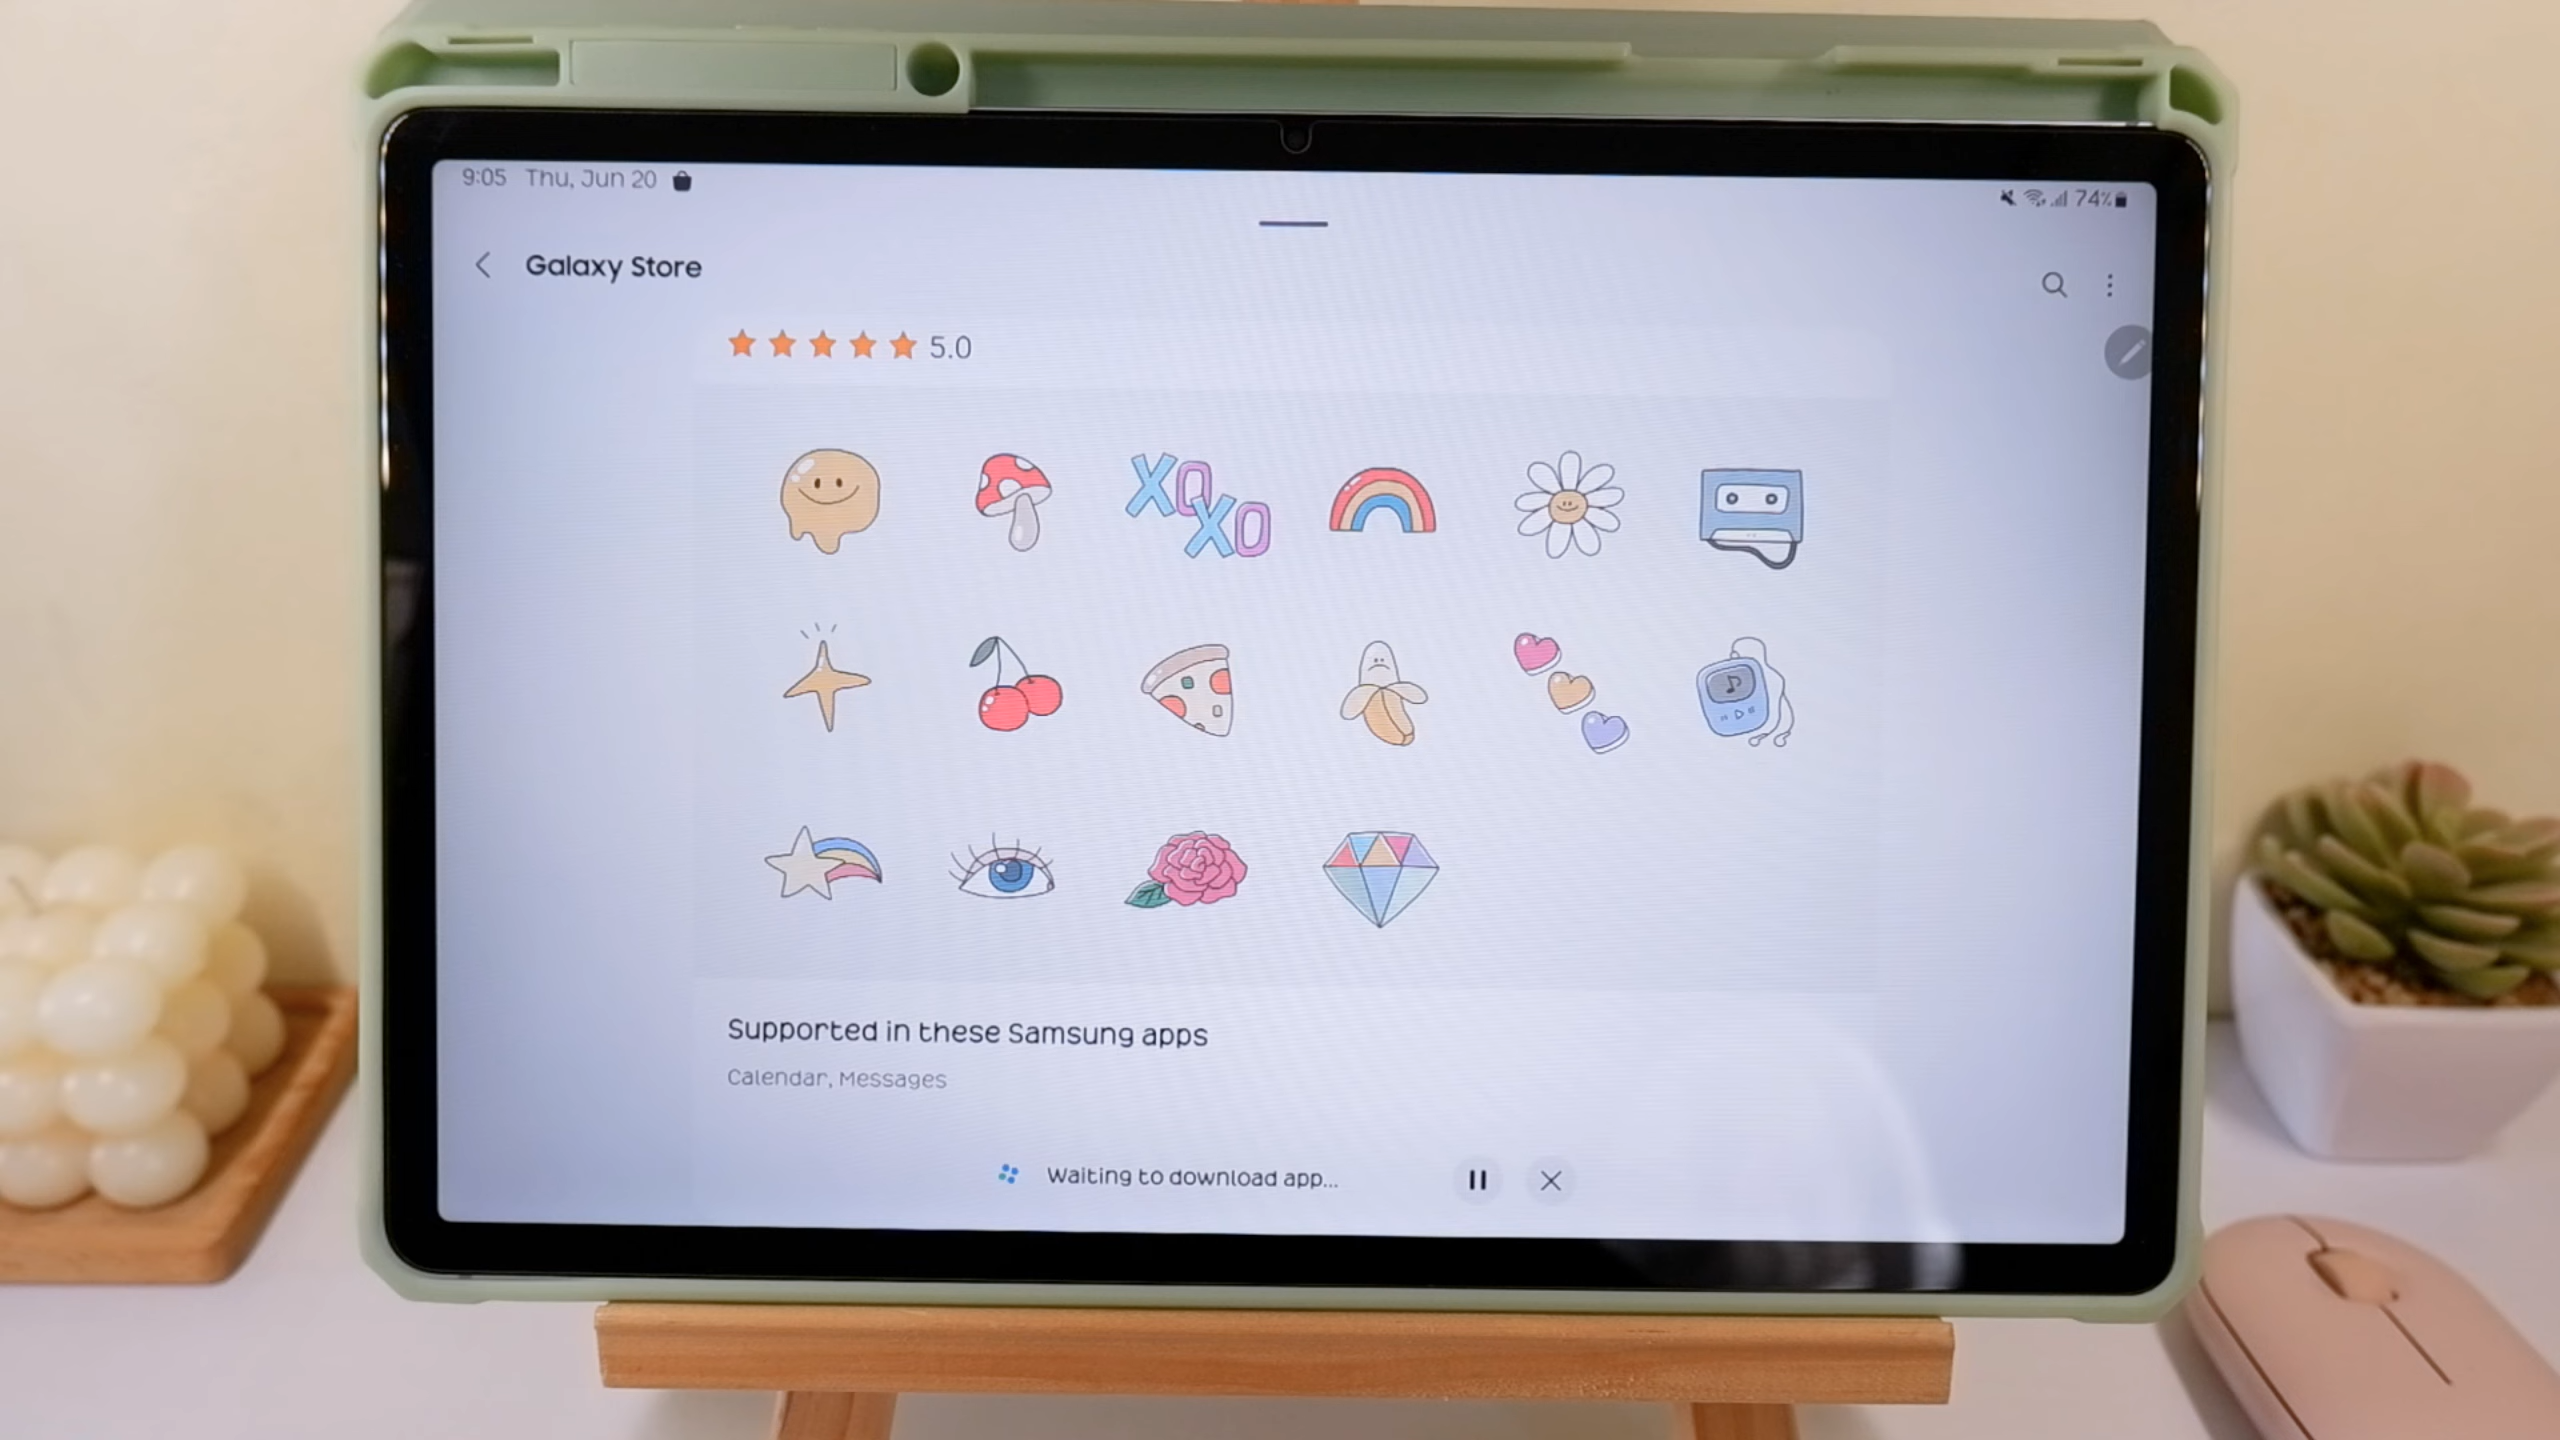 9:05 Thu, Jun 20
74%
Galaxy Store
5.0
XOXO
Supported in these Samsung apps
Calendar, Messages
Waiting to download app...